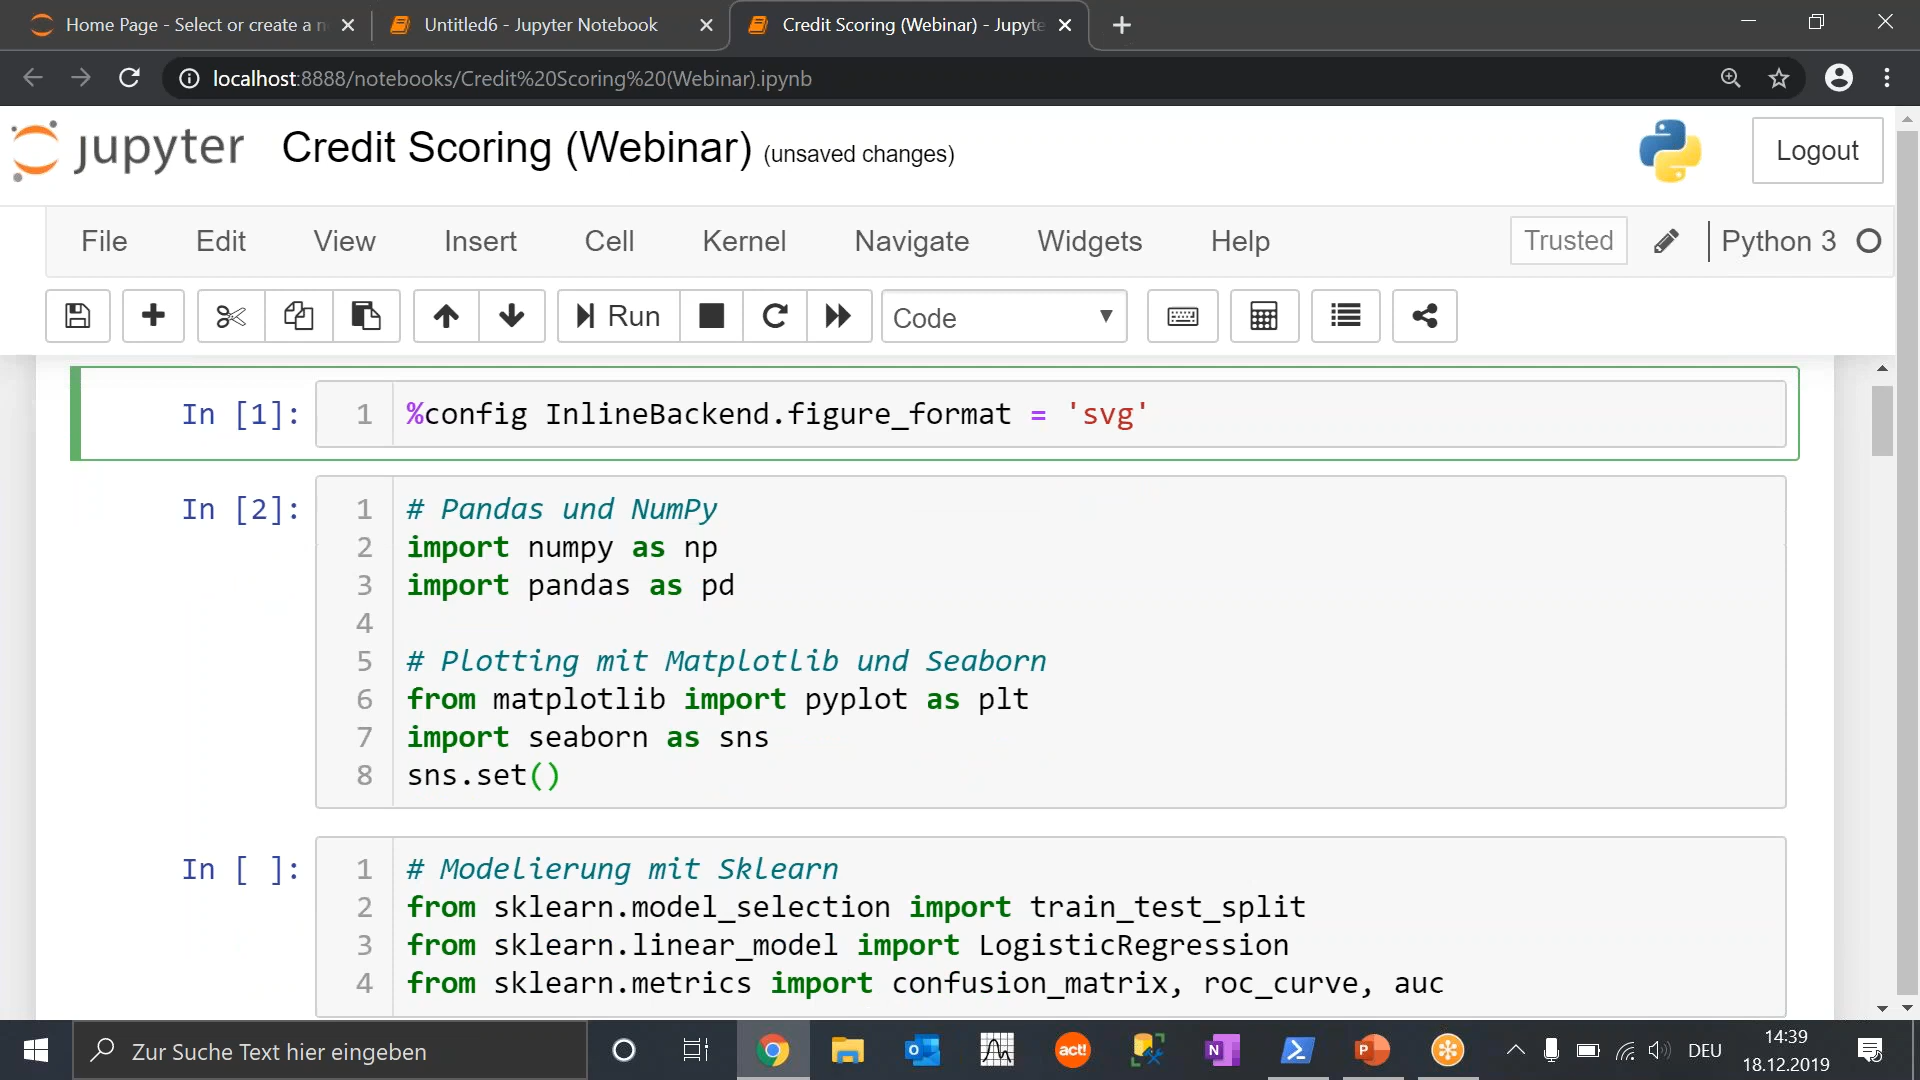 Home Page - Select or create a n
Untitled6 - Jupyter Notebook
Credit Scoring (Webinar) - Jupyte
localhost:8888/notebooks/Credit%20Scoring%20(Webinar).ipynb
jupyter Credit Scoring (Webinar) (unsaved changes)
Logout
File Edit View Insert Cell Kernel Navigate Widgets Help Trusted Python 3
Run Code
In [1]: 1 %config InlineBackend.figure_format = 'svg'
In [2]: 1 # Pandas und NumPy
2 import numpy as np
3 import pandas as pd
4
5 # Plotting mit Matplotlib und Seaborn
6 from matplotlib import pyplot as plt
7 import seaborn as sns
8 sns.set()
In [ ]: 1 # Modelierung mit Sklearn
2 from sklearn.model_selection import train_test_split
3 from sklearn.linear_model import LogisticRegression
4 from sklearn.metrics import confusion_matrix, roc_curve, auc
Zur Suche Text hier eingeben
act!
DEU
14:39
18.12.2019